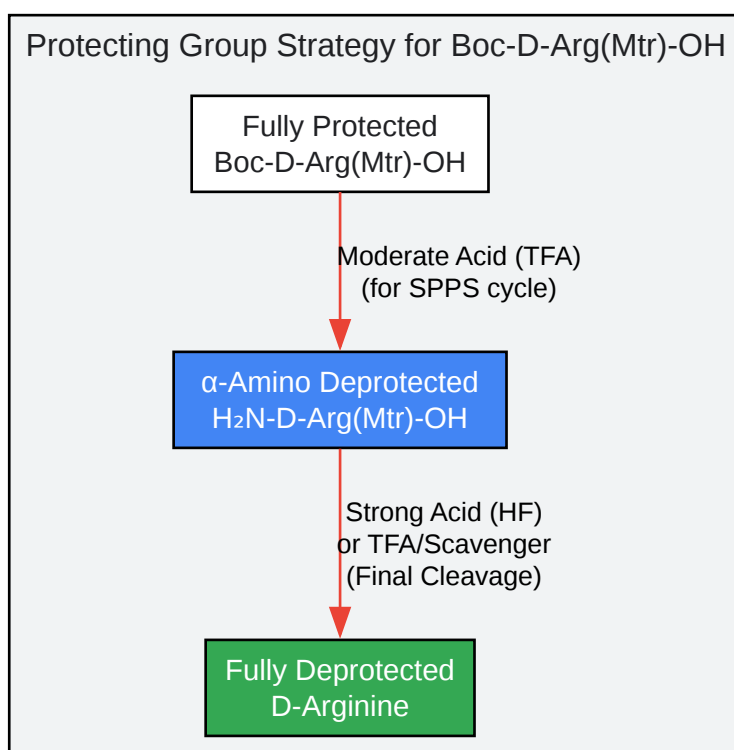 Protecting Group Strategy for Boc-D-Arg(Mtr)-OH
Fully Protected
Boc-D-Arg(Mtr)-OH
Moderate Acid (TFA)
(for SPPS cycle)
α-Amino Deprotected
H₂N-D-Arg(Mtr)-OH
Strong Acid (HF)
or TFA/Scavenger
(Final Cleavage)
Fully Deprotected
D-Arginine